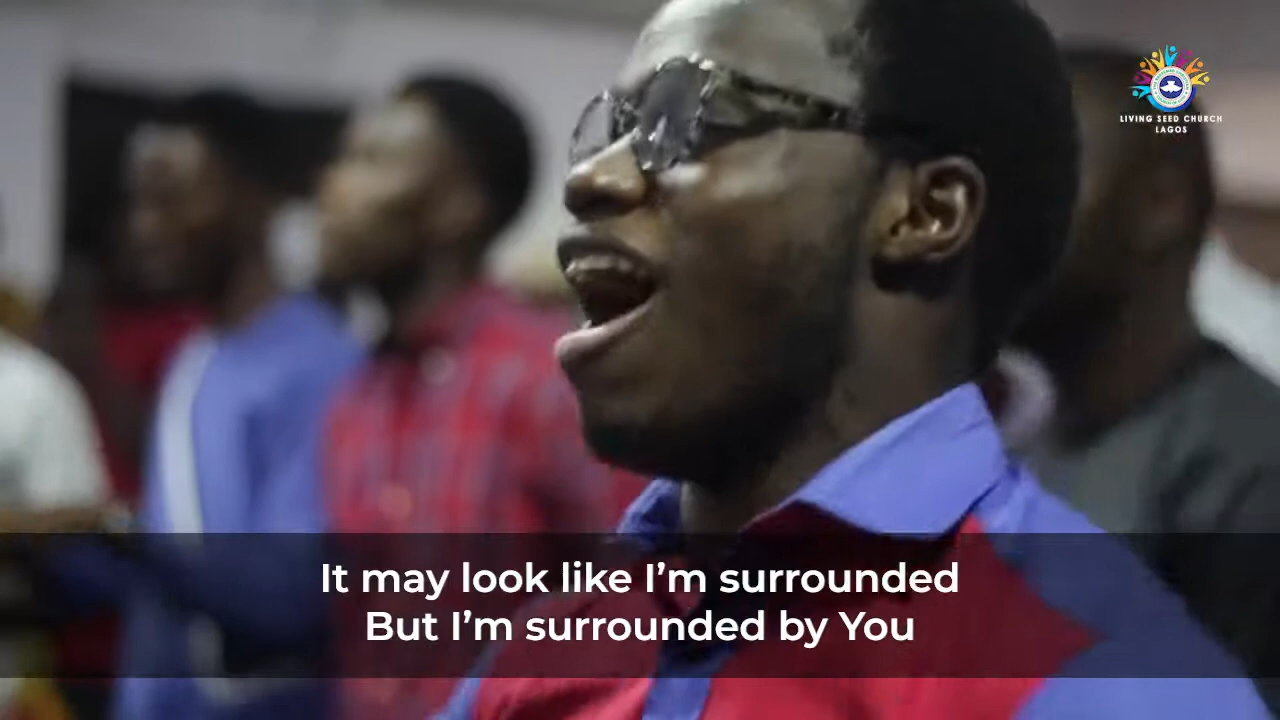 LIVING SEED CHURCH
LAGOS
It may look like I'm surrounded
But I'm surrounded by You